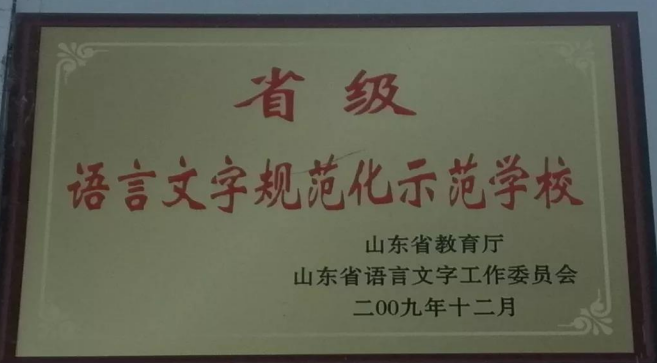 省级
语言文字规范化示范学校
山东省教育厅
山东省语言文字工作委员会
二00九年十二月